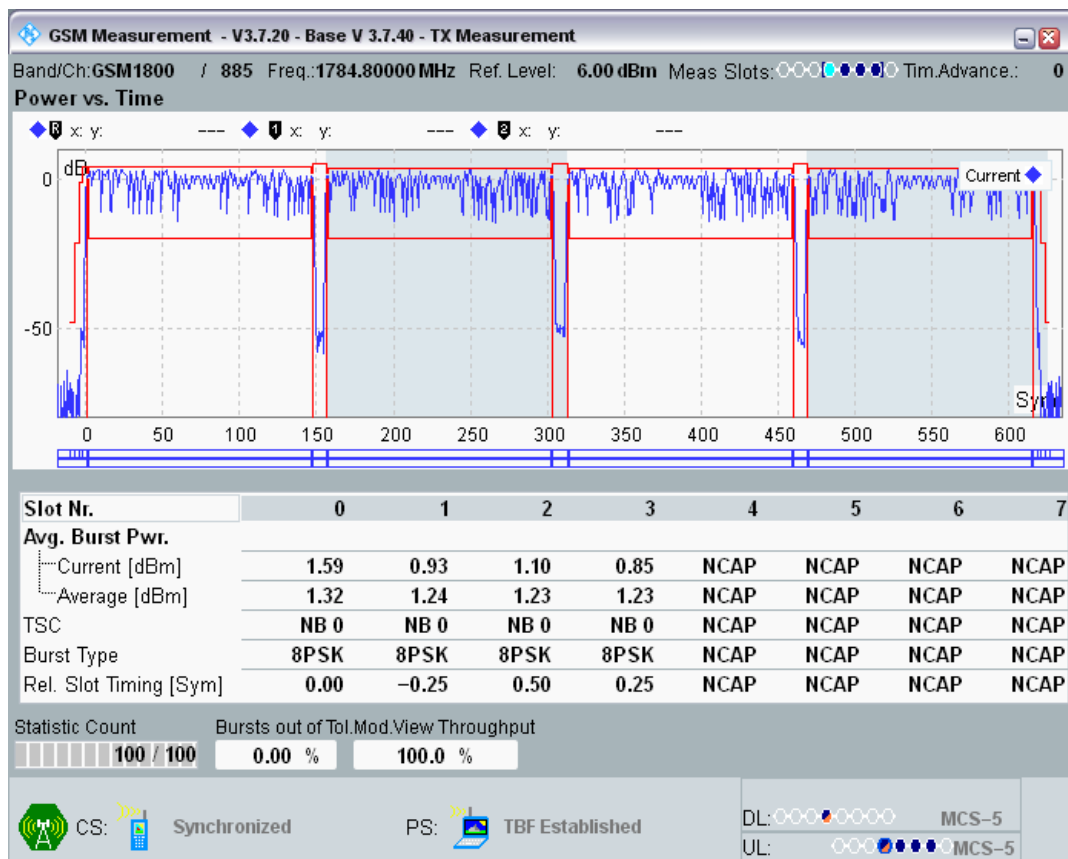 GSM Measurement - V3.7.20 - Base V 3.7.40 - TX Measurement
Band/Ch:GSM1800 / 885 Freq.:1784.80000 MHz Ref. Level: 6.00 dBm Meas Slots: Tim.Advance.: 0
Power vs. Time
R x: y: --- 1 x: y: --- 2 x: y: ---
dB
Current
0
-50
Sym
0 50 100 150 200 250 300 350 400 450 500 550 600
Slot Nr. 0 1 2 3 4 5 6 7
Avg. Burst Pwr.
Current [dBm] 1.59 0.93 1.10 0.85 NCAP NCAP NCAP NCAP
Average [dBm] 1.32 1.24 1.23 1.23 NCAP NCAP NCAP NCAP
TSC NB 0 NB 0 NB 0 NB 0 NCAP NCAP NCAP NCAP
Burst Type 8PSK 8PSK 8PSK 8PSK NCAP NCAP NCAP NCAP
Rel. Slot Timing [Sym] 0.00 −0.25 0.50 0.25 NCAP NCAP NCAP NCAP
Statistic Count Bursts out of Tol.Mod.View Throughput
100 / 100 0.00 % 100.0 %
CS: Synchronized PS: TBF Established
DL: MCS−5
UL: MCS−5